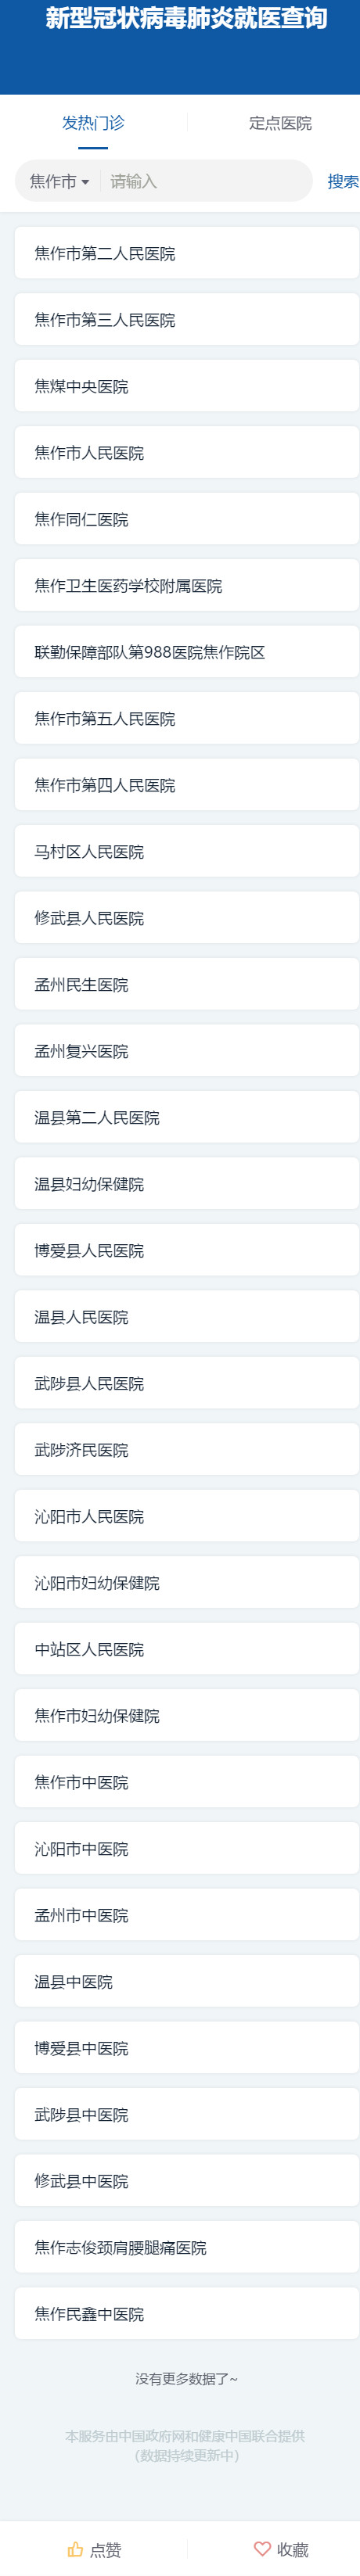 新型冠状病毒肺炎就医查询
发热门诊
定点医院
焦作市 请输入 搜索
焦作市第二人民医院
焦作市第三人民医院
焦煤中央医院
焦作市人民医院
焦作同仁医院
焦作卫生医药学校附属医院
联勤保障部队第988医院焦作院区
焦作市第五人民医院
焦作市第四人民医院
马村区人民医院
修武县人民医院
孟州民生医院
孟州复兴医院
温县第二人民医院
温县妇幼保健院
博爱县人民医院
温县人民医院
武陟县人民医院
武陟济民医院
沁阳市人民医院
沁阳市妇幼保健院
中站区人民医院
焦作市妇幼保健院
焦作市中医院
沁阳市中医院
孟州市中医院
温县中医院
博爱县中医院
武陟县中医院
修武县中医院
焦作志俊颈肩腰腿痛医院
焦作民鑫中医院
没有更多数据了~
本服务由中国政府网和健康中国联合提供
（数据持续更新中）
点赞
收藏